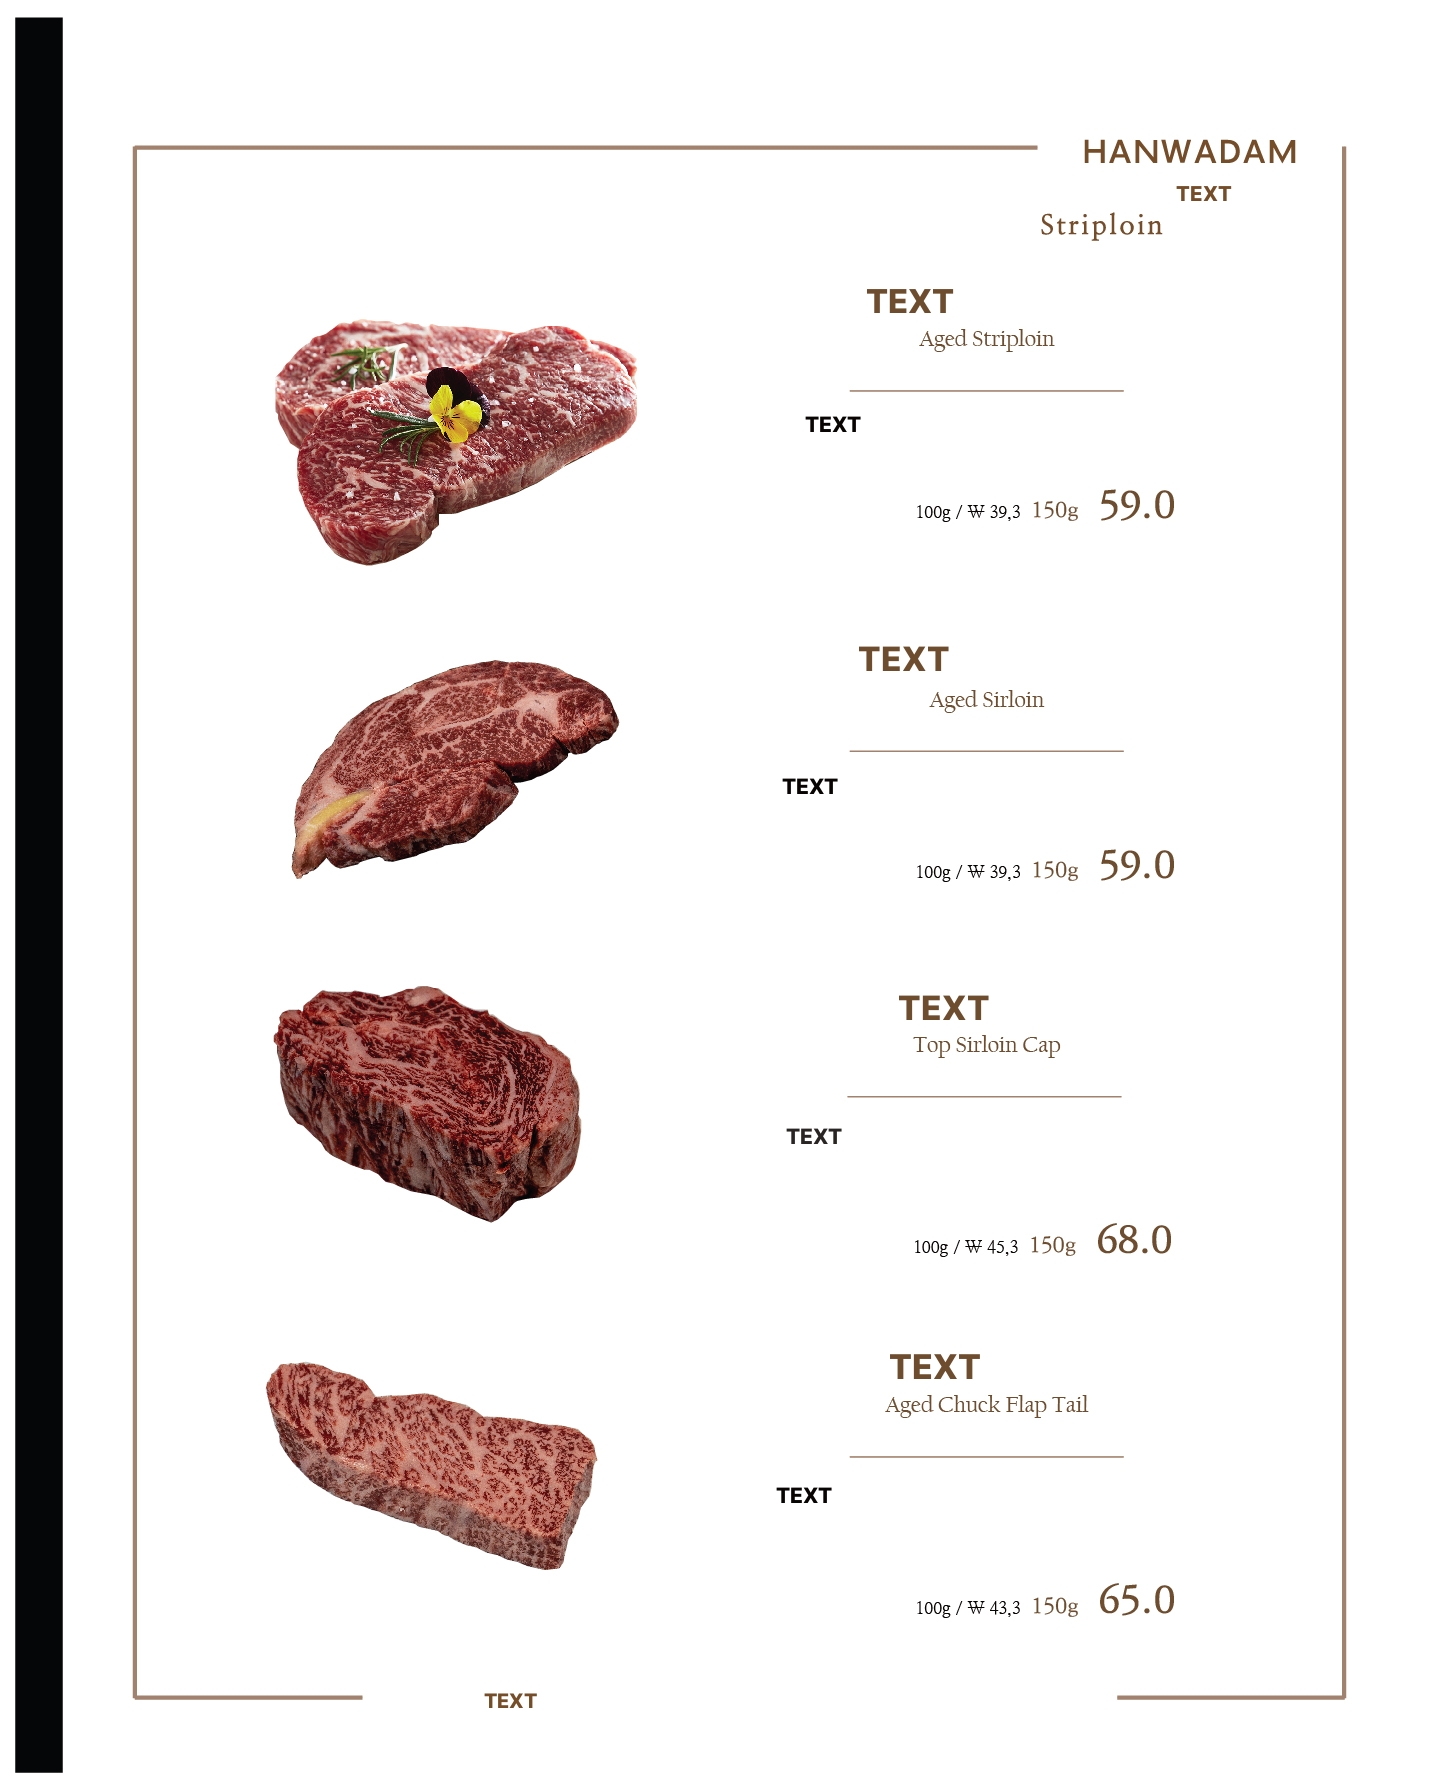 HANWADAM
TEXT
Striploin
TEXT
Aged Striploin
TEXT
100g / ₩ 39,3 150g 59.0
TEXT
Aged Sirloin
TEXT
100g / ₩ 39,3 150g 59.0
TEXT
Top Sirloin Cap
TEXT
100g / ₩ 45,3 150g 68.0
TEXT
Aged Chuck Flap Tail
TEXT
100g / ₩ 43,3 150g 65.0
TEXT